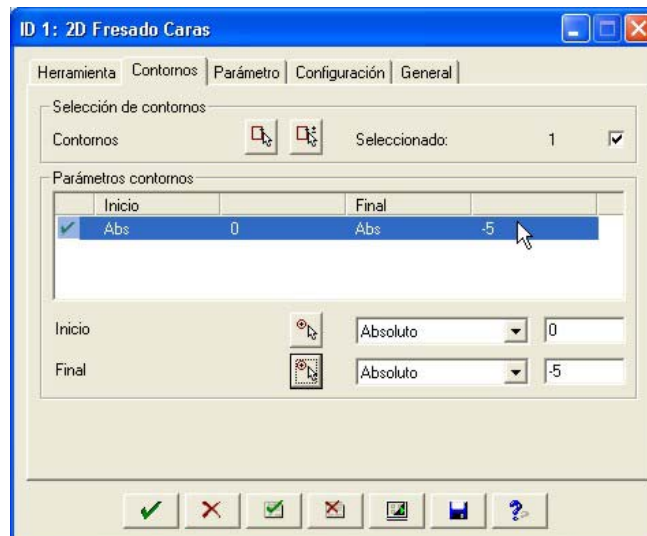 ID 1: 2D Fresado Caras
Herramienta Contornos Parámetro Configuración General
Selección de contornos
Contornos Seleccionado: 1
Parámetros contornos
Inicio Final
Abs 0 Abs -5
Inicio Absoluto 0
Final Absoluto -5